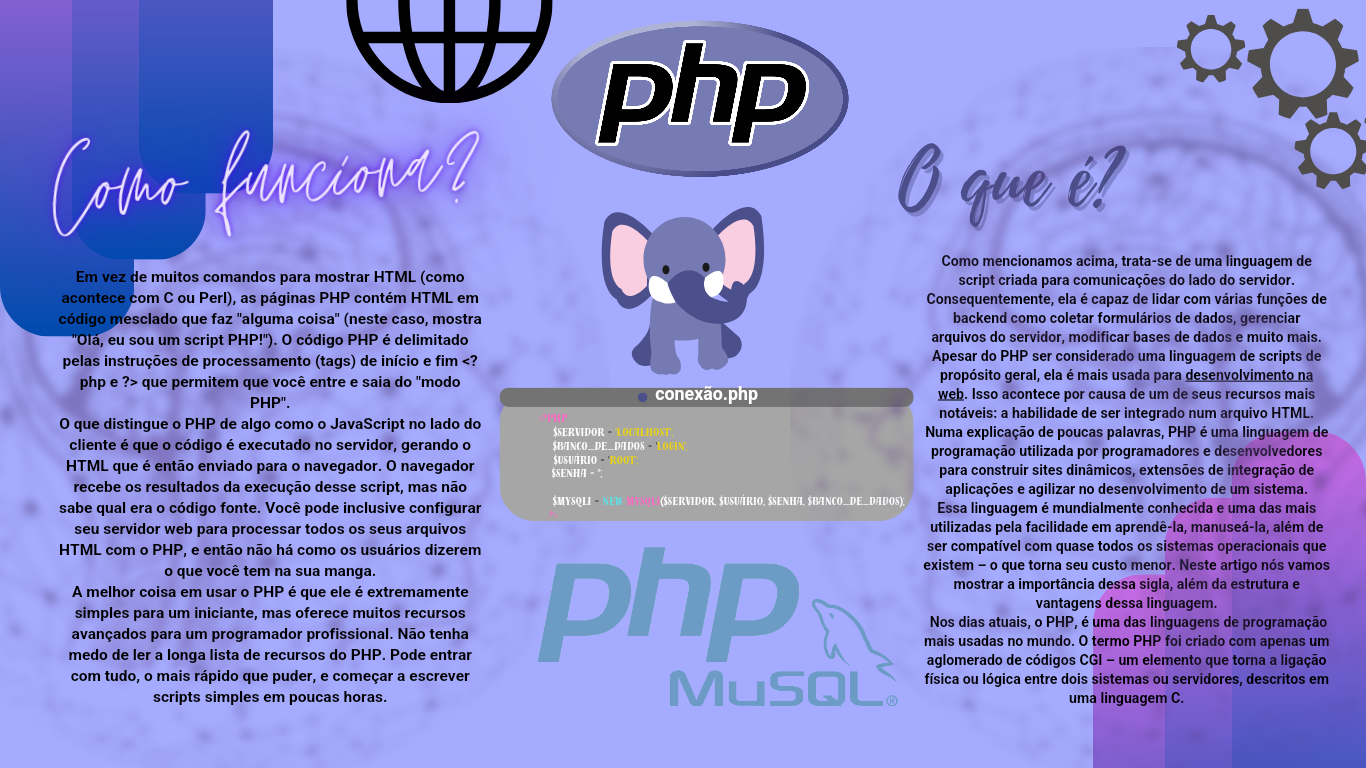 php
Como funciona?
Em vez de muitos comandos para mostrar HTML (como
acontece com C ou Perl), as páginas PHP contém HTML em
código mesclado que faz "alguma coisa" (neste caso, mostra
"Olá, eu sou um script PHP!"). O código PHP é delimitado
pelas instruções de processamento (tags) de início e fim <?
php e ?> que permitem que você entre e saia do "modo
PHP".
O que distingue o PHP de algo como o JavaScript no lado do
cliente é que o código é executado no servidor, gerando o
HTML que é então enviado para o navegador. O navegador
recebe os resultados da execução desse script, mas não
sabe qual era o código fonte. Você pode inclusive configurar
seu servidor web para processar todos os seus arquivos
HTML com o PHP, e então não há como os usuários dizerem
o que você tem na sua manga.
A melhor coisa em usar o PHP é que ele é extremamente
simples para um iniciante, mas oferece muitos recursos
avançados para um programador profissional. Não tenha
medo de ler a longa lista de recursos do PHP. Pode entrar
com tudo, o mais rápido que puder, e começar a escrever
scripts simples em poucas horas.
conexão.php
$SERVIDOR = 'LOCALHOST';
$BANCO_DE_DADOS = 'LOGIN';
$USUÁRIO = 'ROOT';
$SENHA = '';
$MYSQLI = NEW MYSQLI($SERVIDOR, $USUÁRIO, $SENHA, $BANCO_DE_DADOS);
php
MySQL®
O que é?
Como mencionamos acima, trata-se de uma linguagem de
script criada para comunicações do lado do servidor.
Consequentemente, ela é capaz de lidar com várias funções de
backend como coletar formulários de dados, gerenciar
arquivos do servidor, modificar bases de dados e muito mais.
Apesar do PHP ser considerado uma linguagem de scripts de
propósito geral, ela é mais usada para desenvolvimento na
web. Isso acontece por causa de um de seus recursos mais
notáveis: a habilidade de ser integrado num arquivo HTML.
Numa explicação de poucas palavras, PHP é uma linguagem de
programação utilizada por programadores e desenvolvedores
para construir sites dinâmicos, extensões de integração de
aplicações e agilizar no desenvolvimento de um sistema.
Essa linguagem é mundialmente conhecida e uma das mais
utilizadas pela facilidade em aprendê-la, manuseá-la, além de
ser compatível com quase todos os sistemas operacionais que
existem – o que torna seu custo menor. Neste artigo nós vamos
mostrar a importância dessa sigla, além da estrutura e
vantagens dessa linguagem.
Nos dias atuais, o PHP, é uma das linguagens de programação
mais usadas no mundo. O termo PHP foi criado com apenas um
aglomerado de códigos CGI – um elemento que torna a ligação
física ou lógica entre dois sistemas ou servidores, descritos em
uma linguagem C.